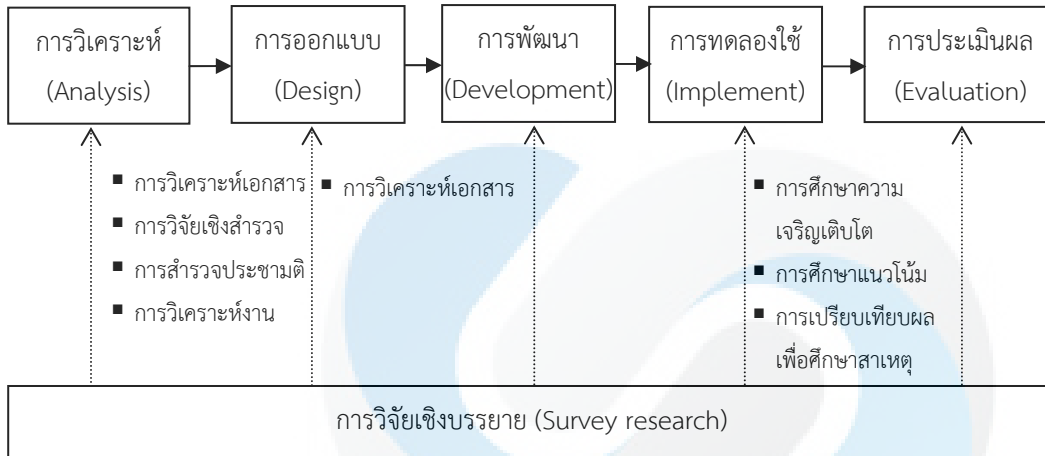 การวิเคราะห์
(Analysis)
การออกแบบ
(Design)
การพัฒนา
(Development)
การทดลองใช้
(Implement)
การประเมินผล
(Evaluation)
▪ การวิเคราะห์เอกสาร
▪ การวิจัยเชิงสำรวจ
▪ การสำรวจประชามติ
▪ การวิเคราะห์งาน
▪ การวิเคราะห์เอกสาร
▪ การศึกษาความ
เจริญเติบโต
▪ การศึกษาแนวโน้ม
▪ การเปรียบเทียบผล
เพื่อศึกษาสาเหตุ
การวิจัยเชิงบรรยาย (Survey research)